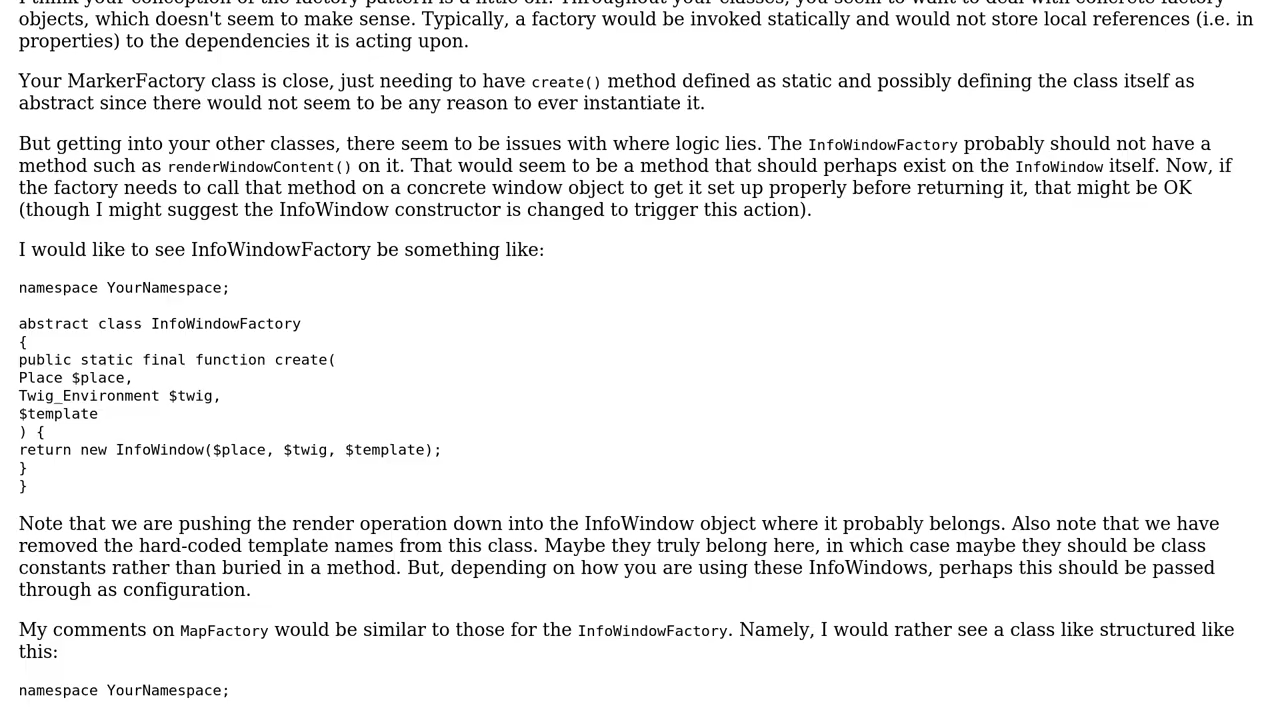 objects, which doesn't seem to make sense. Typically, a factory would be invoked statically and would not store local references (i.e. in
properties) to the dependencies it is acting upon.
Your MarkerFactory class is close, just needing to have create() method defined as static and possibly defining the class itself as
abstract since there would not seem to be any reason to ever instantiate it.
But getting into your other classes, there seem to be issues with where logic lies. The InfoWindowFactory probably should not have a
method such as renderWindowContent() on it. That would seem to be a method that should perhaps exist on the InfoWindow itself. Now, if
the factory needs to call that method on a concrete window object to get it set up properly before returning it, that might be OK
(though I might suggest the InfoWindow constructor is changed to trigger this action).
I would like to see InfoWindowFactory be something like:
namespace YourNamespace;
abstract class InfoWindowFactory
{
public static final function create(
Place $place,
Twig_Environment $twig,
$template
) {
return new InfoWindow($place, $twig, $template);
}
}
Note that we are pushing the render operation down into the InfoWindow object where it probably belongs. Also note that we have
removed the hard-coded template names from this class. Maybe they truly belong here, in which case maybe they should be class
constants rather than buried in a method. But, depending on how you are using these InfoWindows, perhaps this should be passed
through as configuration.
My comments on MapFactory would be similar to those for the InfoWindowFactory. Namely, I would rather see a class like structured like
this:
namespace YourNamespace;